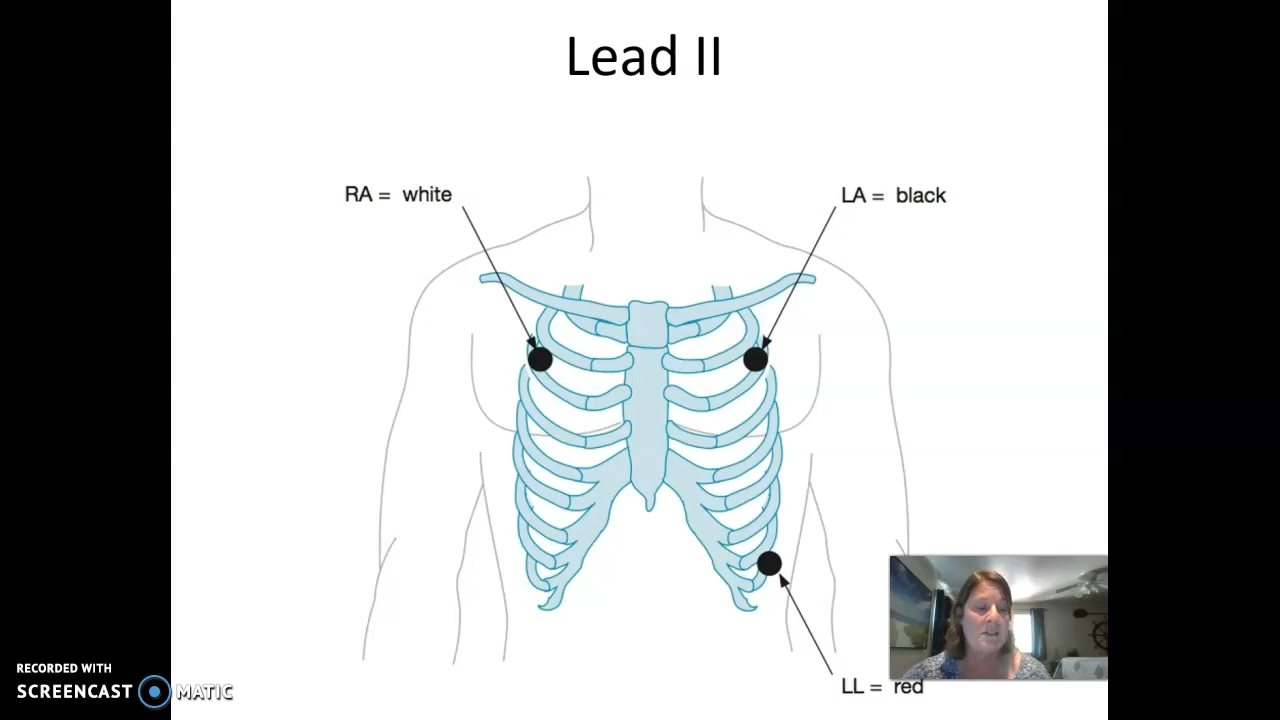 Lead II
RA = white
LA = black
LL = red
RECORDED WITH
SCREENCAST MATIC